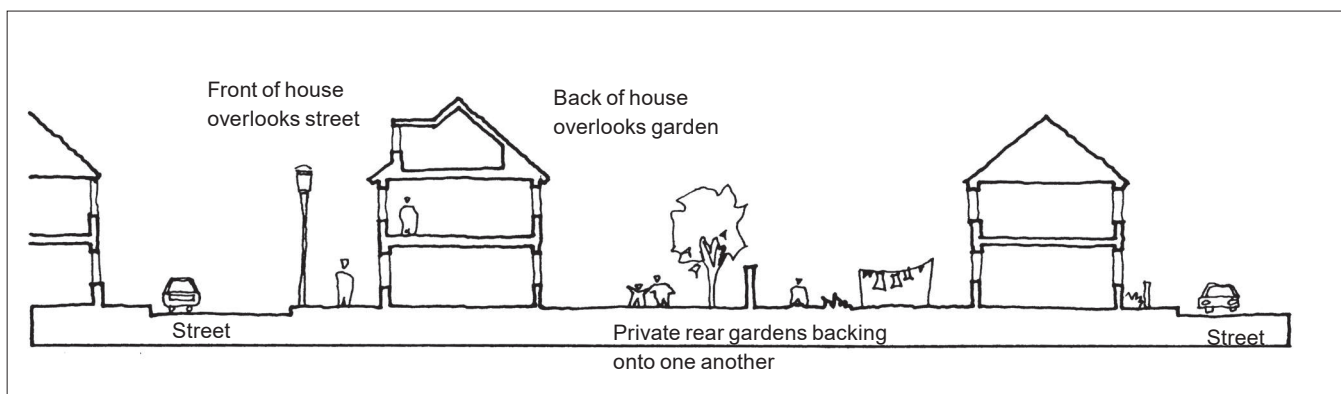 Front of house
overlooks street
Back of house
overlooks garden
Street
Private rear gardens backing
onto one another
Street